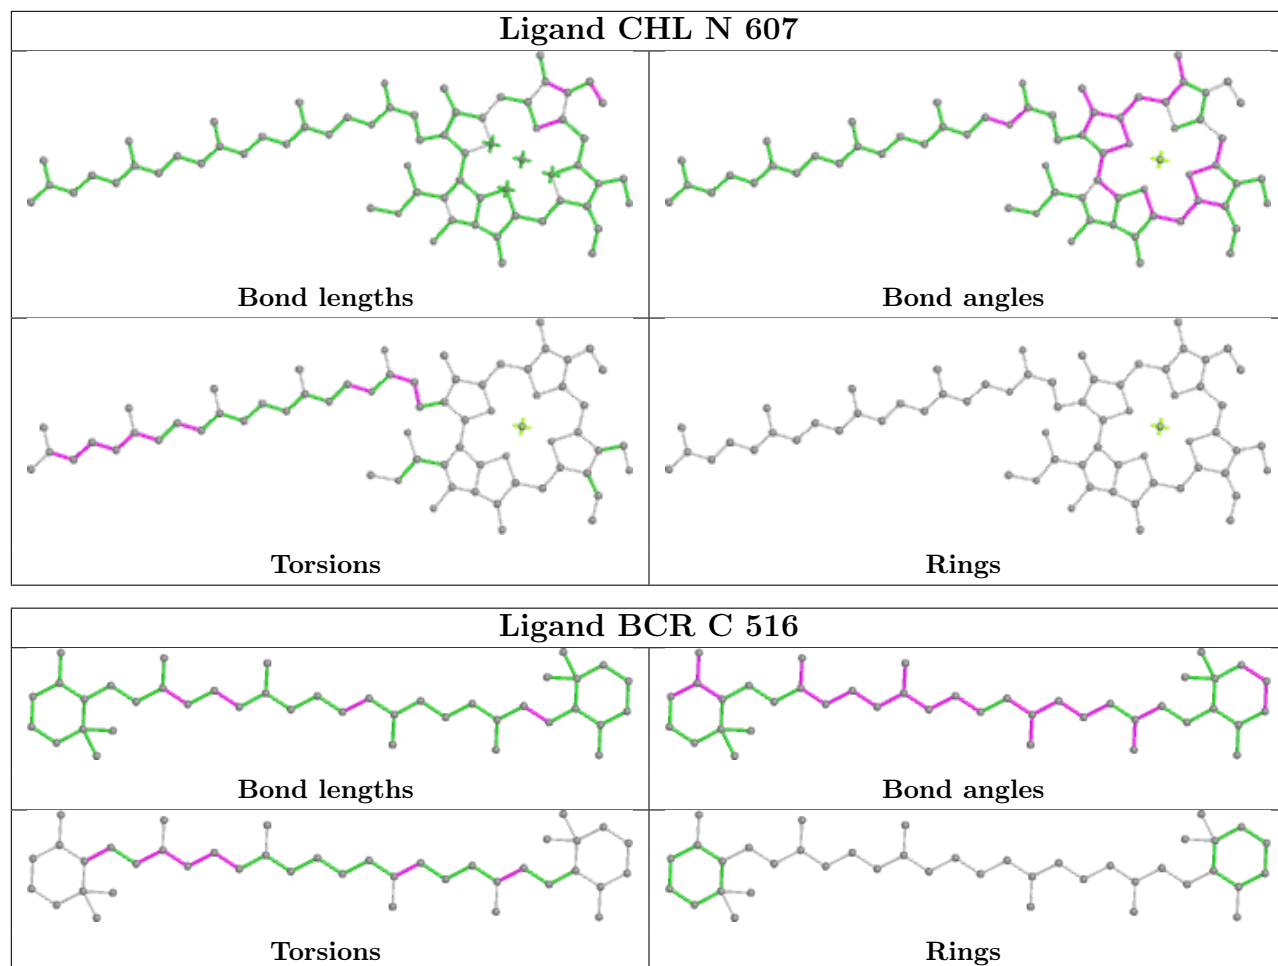 Ligand CHL N 607
Bond lengths
Bond angles
Torsions
Rings
Ligand BCR C 516
Bond lengths
Bond angles
Torsions
Rings